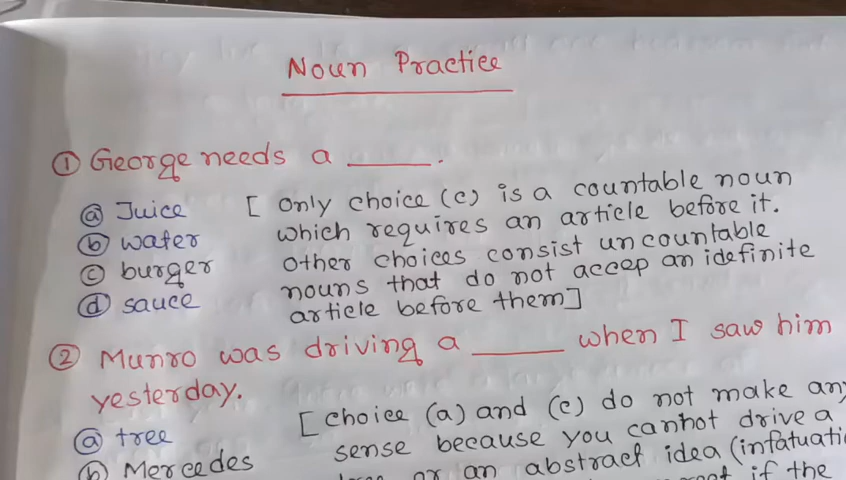 Noun Practice
① George needs a ____.
ⓐ Juice [ Only choice (c) is a countable noun
ⓑ water which requires an article before it.
ⓒ burger other choices consist uncountable
ⓓ sauce nouns that do not accep an idefinite
article before them]
② Munro was driving a ____ when I saw him
yesterday.
ⓐ tree [choice (a) and (c) do not make any
ⓑ Mercedes sense because you cannot drive a
or an abstract idea (infatuati
if the